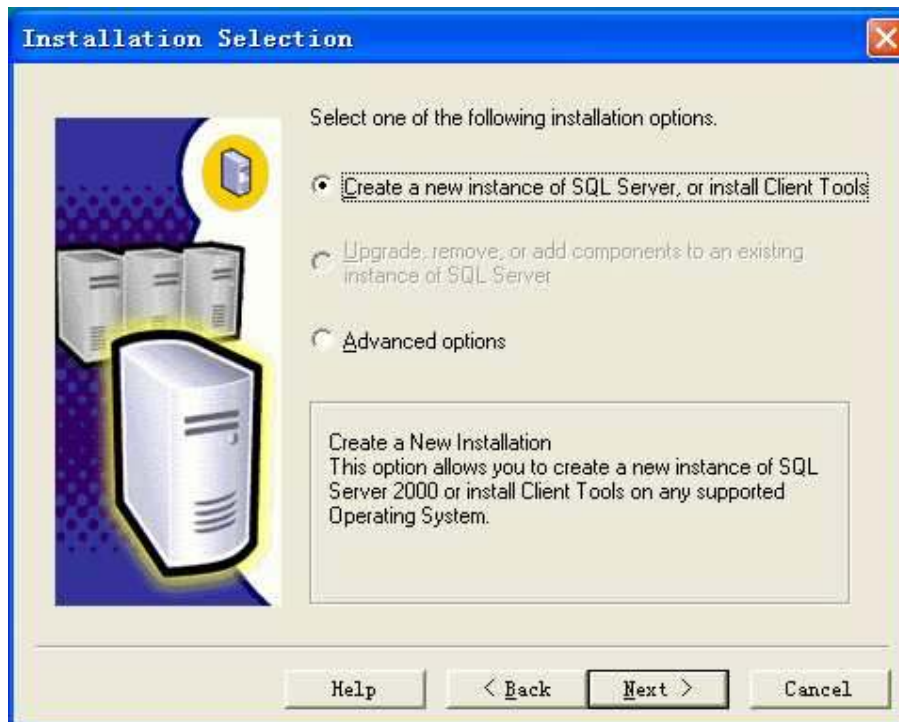 Installation Selection
Select one of the following installation options.
Create a new instance of SQL Server, or install Client Tools
Upgrade, remove, or add components to an existing
instance of SQL Server
Advanced options
Create a New Installation
This option allows you to create a new instance of SQL
Server 2000 or install Client Tools on any supported
Operating System.
Help
< Back
Next >
Cancel